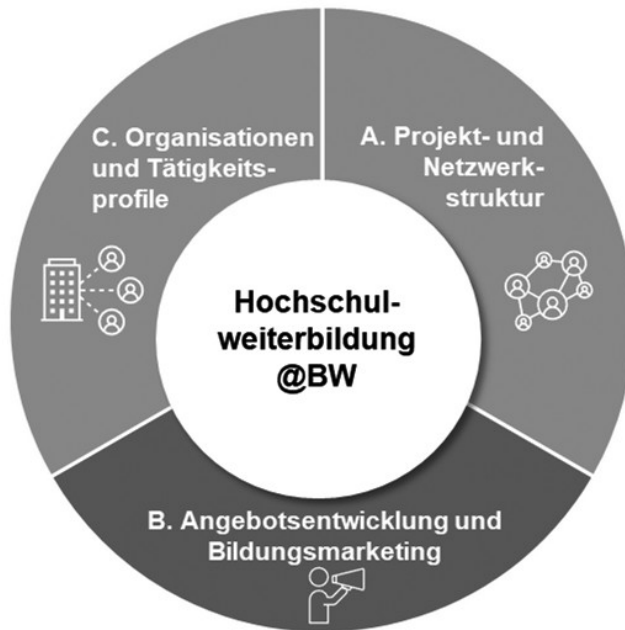 C. Organisationen
und Tätigkeits-
profile
A. Projekt- und
Netzwerk-
struktur
Hochschul-
weiterbildung
@BW
B. Angebotsentwicklung und
Bildungsmarketing